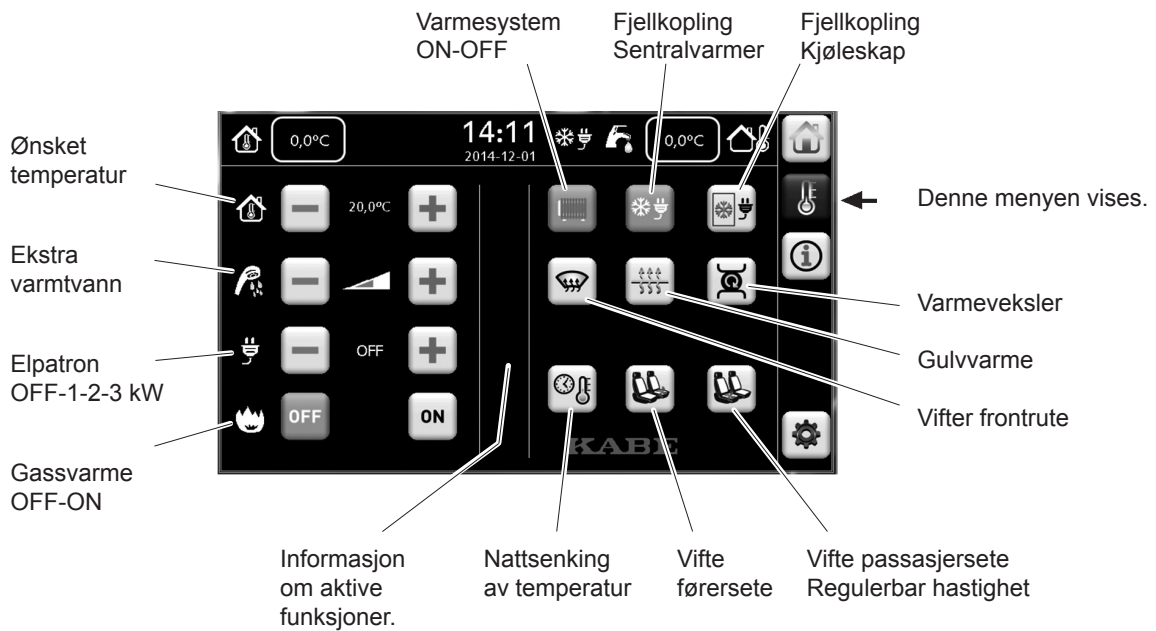 Varmesystem
ON-OFF
Fjellkopling
Sentralvarmer
Fjellkopling
Kjøleskap
Ønsket
temperatur
Ekstra
varmtvann
Elpatron
OFF-1-2-3 kW
Gassvarme
OFF-ON
0,0°C
14:11
2014-12-01
0,0°C
20,0°C
OFF
OFF
ON
KABE
Denne menyen vises.
Varmeveksler
Gulvvarme
Vifter frontrute
Informasjon
om aktive
funksjoner.
Nattsenking
av temperatur
Vifte
førersete
Vifte passasjersete
Regulerbar hastighet